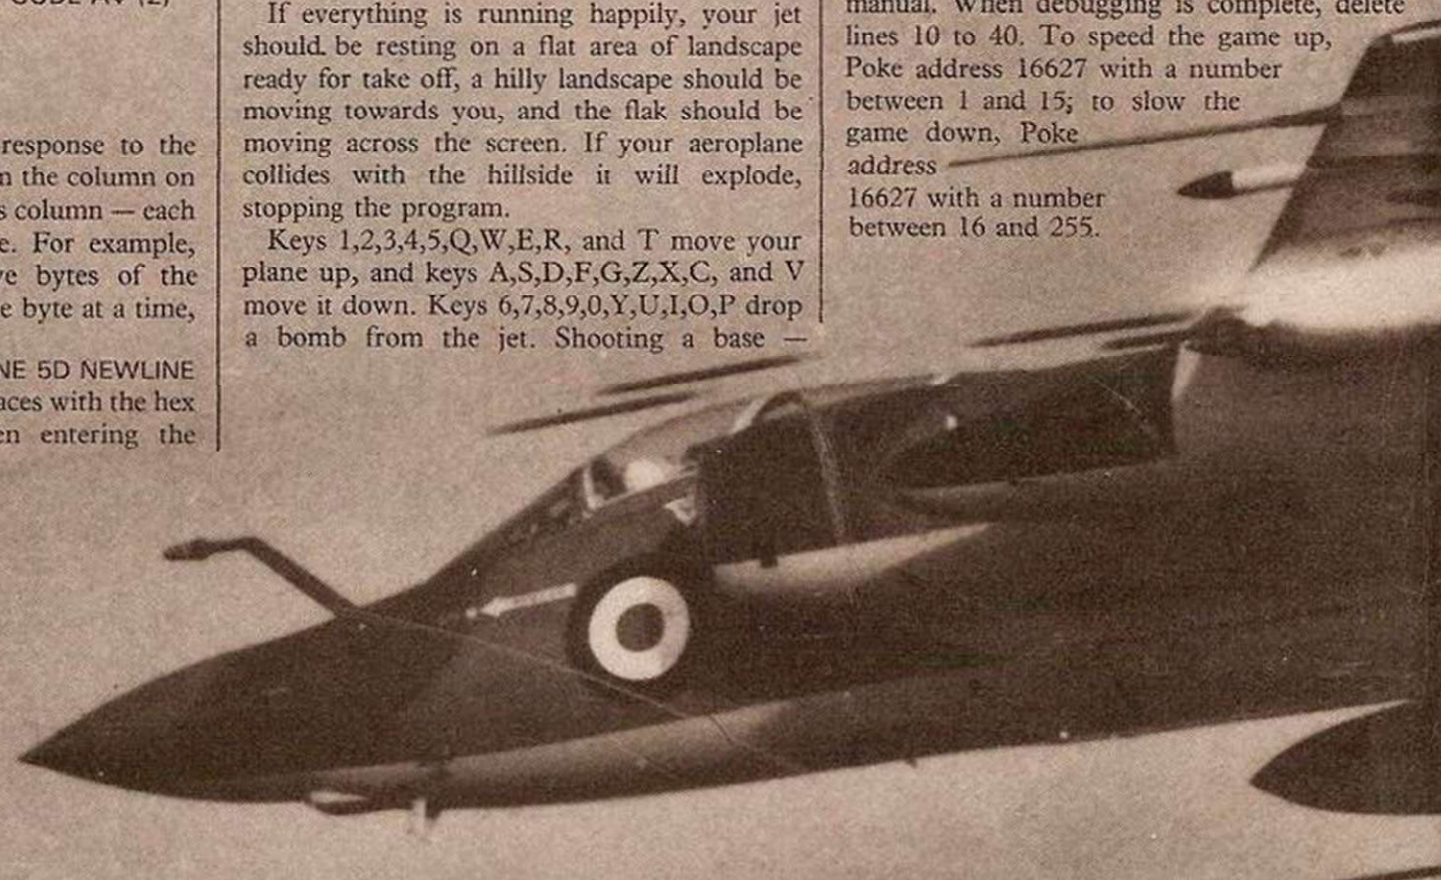 response to the
the column on
column — each
For example,
bytes of the
byte at a time,
5D NEWLINE
with the hex
entering the
If everything is running happily, your jet
should be resting on a flat area of landscape
ready for take off, a hilly landscape should be
moving towards you, and the flak should be
moving across the screen. If your aeroplane
collides with the hillside it will explode,
stopping the program.
Keys 1,2,3,4,5,Q,W,E,R, and T move your
plane up, and keys A,S,D,F,G,Z,X,C, and V
move it down. Keys 6,7,8,9,0,Y,U,I,O,P drop
a bomb from the jet. Shooting a base —
manual. When debugging is complete, delete
lines 10 to 40. To speed the game up,
Poke address 16627 with a number
between 1 and 15; to slow the
game down, Poke
address
16627 with a number
between 16 and 255.